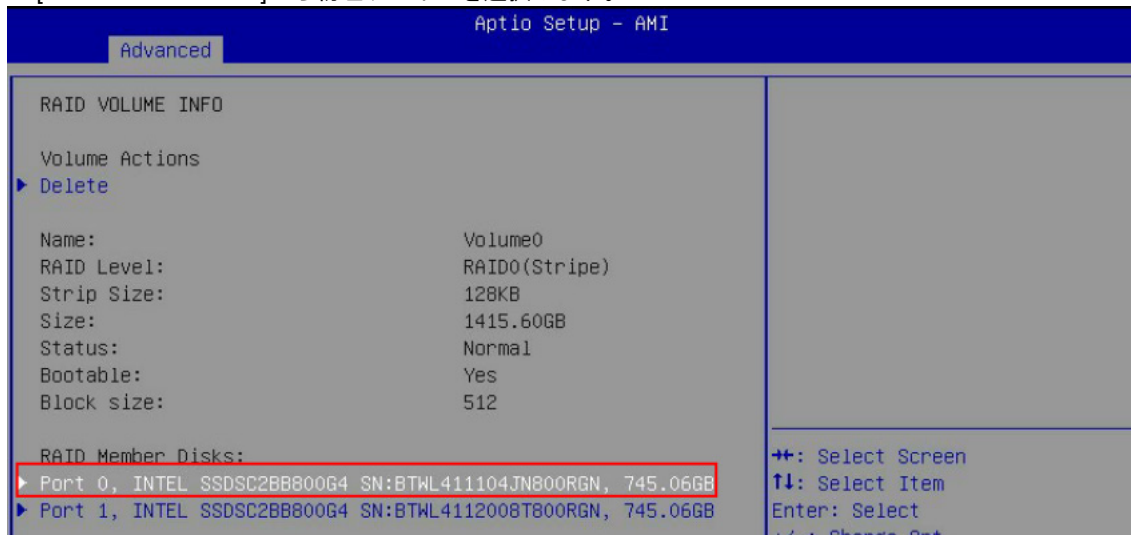 Aptio Setup – AMI
Advanced
RAID VOLUME INFO
Volume Actions
Delete
Name: Volume0
RAID Level: RAID0(Stripe)
Strip Size: 128KB
Size: 1415.60GB
Status: Normal
Bootable: Yes
Block size: 512
RAID Member Disks:
Port 0, INTEL SSDSC2BB800G4 SN:BTWL411104JN800RGN, 745.06GB
Port 1, INTEL SSDSC2BB800G4 SN:BTWL4112008T800RGN, 745.06GB
→←: Select Screen
↑↓: Select Item
Enter: Select